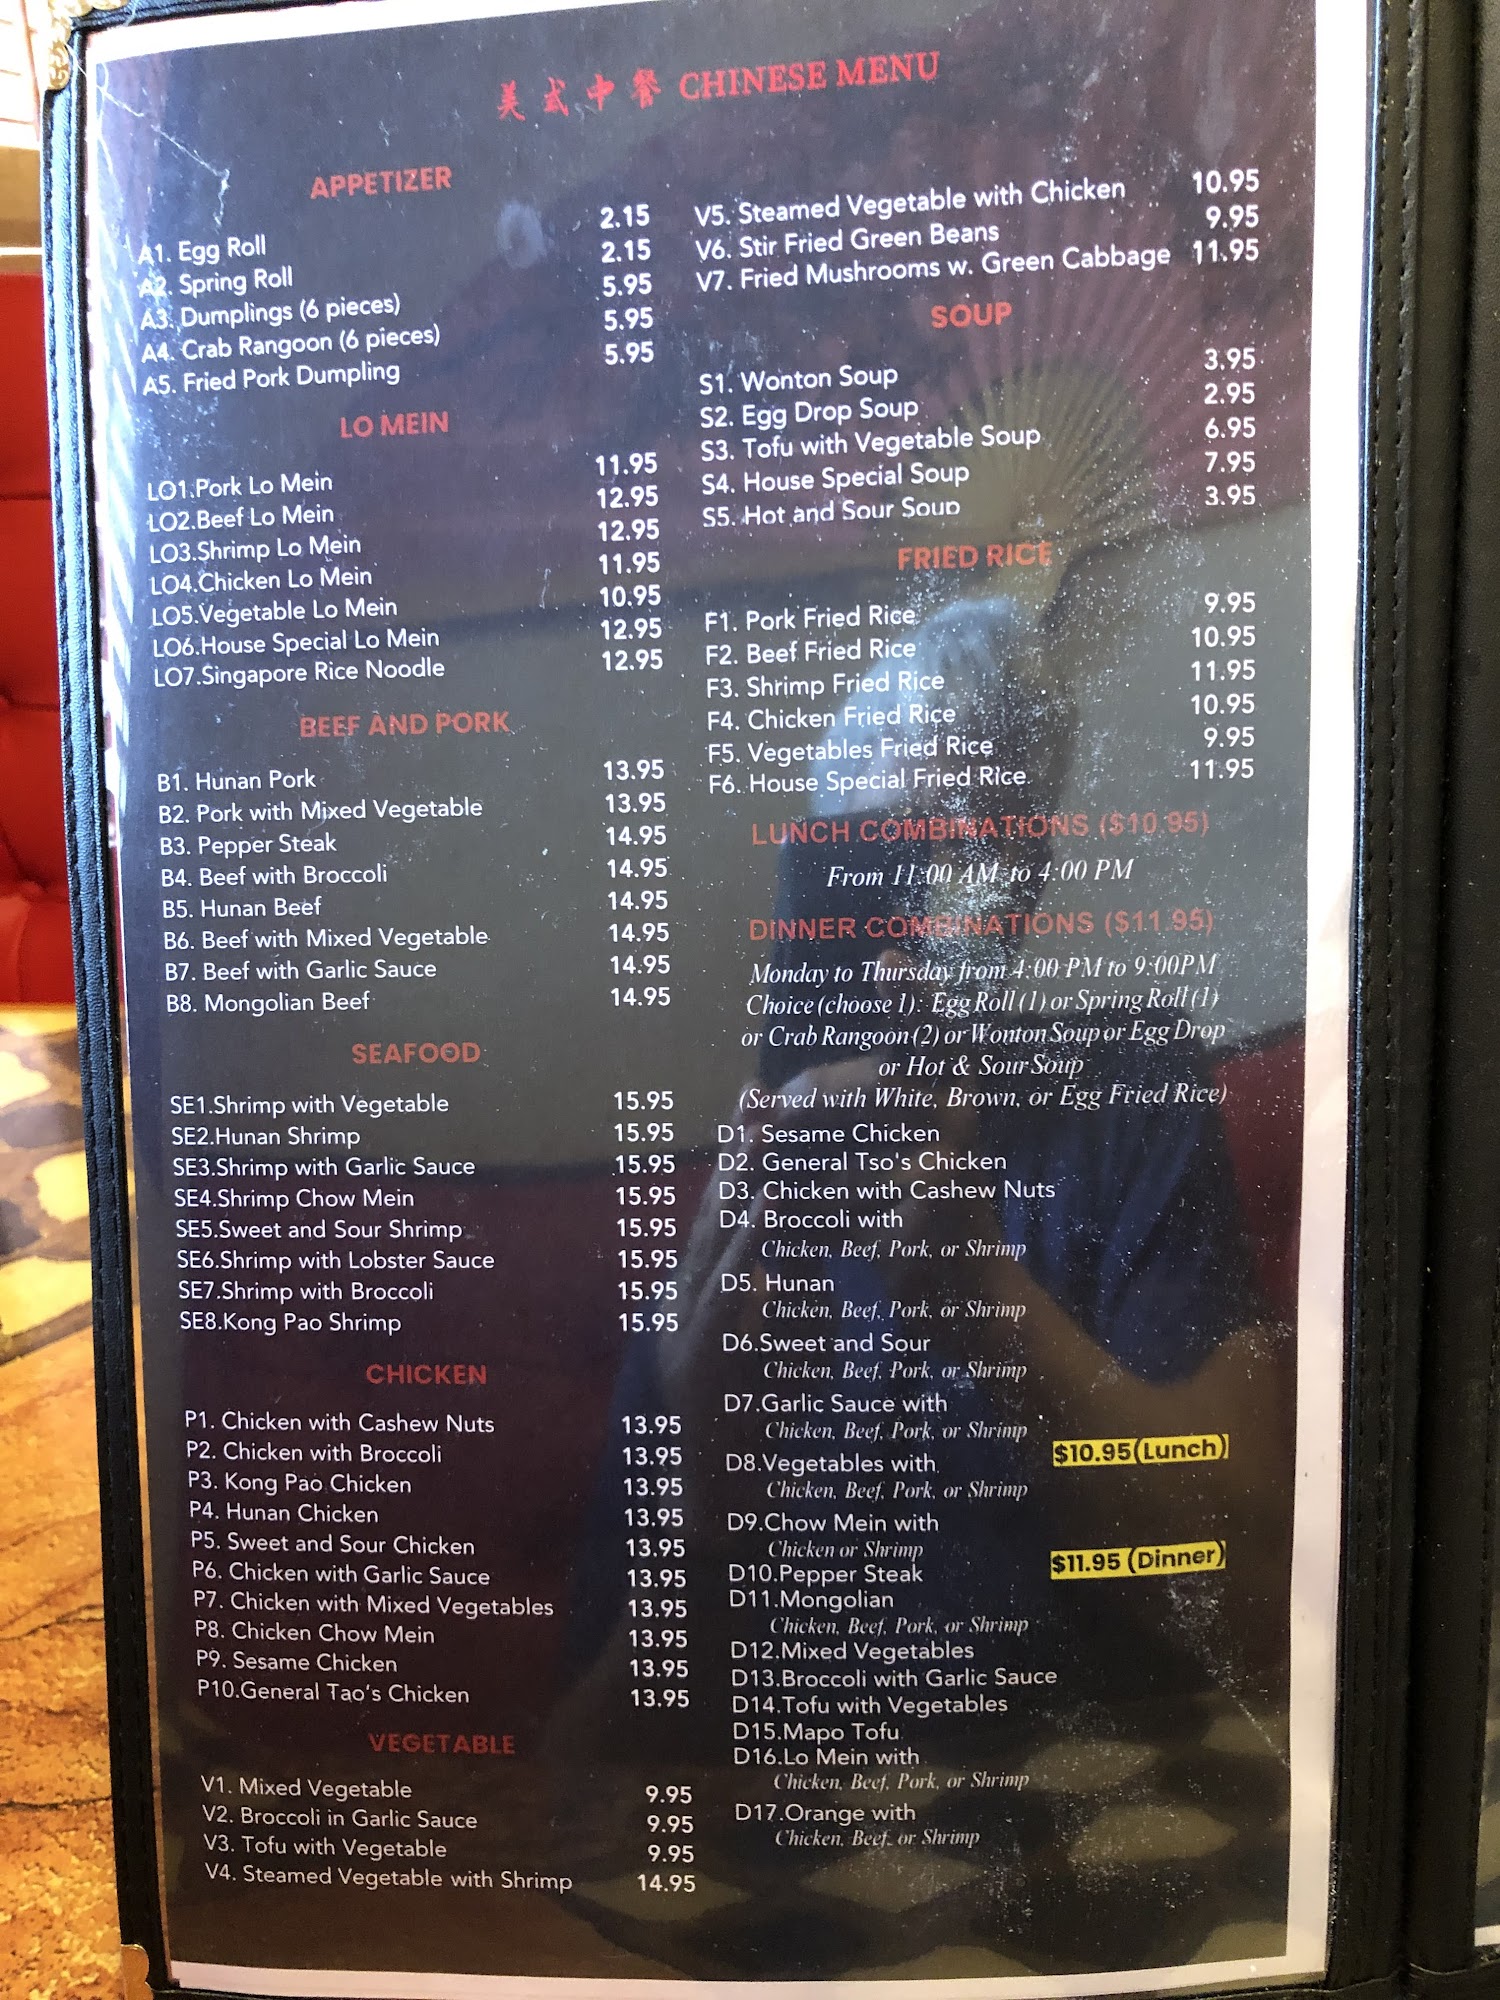 美式中餐 CHINESE MENU
APPETIZER
A1. Egg Roll 2.15
A2. Spring Roll 2.15
A3. Dumplings (6 pieces) 5.95
A4. Crab Rangoon (6 pieces) 5.95
A5. Fried Pork Dumpling 5.95
LO MEIN
LO1.Pork Lo Mein 11.95
LO2.Beef Lo Mein 12.95
LO3.Shrimp Lo Mein 12.95
LO4.Chicken Lo Mein 11.95
LO5.Vegetable Lo Mein 10.95
LO6.House Special Lo Mein 12.95
LO7.Singapore Rice Noodle 12.95
BEEF AND PORK
B1. Hunan Pork 13.95
B2. Pork with Mixed Vegetable 13.95
B3. Pepper Steak 14.95
B4. Beef with Broccoli 14.95
B5. Hunan Beef 14.95
B6. Beef with Mixed Vegetable 14.95
B7. Beef with Garlic Sauce 14.95
B8. Mongolian Beef 14.95
SEAFOOD
SE1.Shrimp with Vegetable 15.95
SE2.Hunan Shrimp 15.95
SE3.Shrimp with Garlic Sauce 15.95
SE4.Shrimp Chow Mein 15.95
SE5.Sweet and Sour Shrimp 15.95
SE6.Shrimp with Lobster Sauce 15.95
SE7.Shrimp with Broccoli 15.95
SE8.Kong Pao Shrimp 15.95
CHICKEN
P1. Chicken with Cashew Nuts 13.95
P2. Chicken with Broccoli 13.95
P3. Kong Pao Chicken 13.95
P4. Hunan Chicken 13.95
P5. Sweet and Sour Chicken 13.95
P6. Chicken with Garlic Sauce 13.95
P7. Chicken with Mixed Vegetables 13.95
P8. Chicken Chow Mein 13.95
P9. Sesame Chicken 13.95
P10.General Tao's Chicken 13.95
VEGETABLE
V1. Mixed Vegetable 9.95
V2. Broccoli in Garlic Sauce 9.95
V3. Tofu with Vegetable 9.95
V4. Steamed Vegetable with Shrimp 14.95
V5. Steamed Vegetable with Chicken 10.95
V6. Stir Fried Green Beans 9.95
V7. Fried Mushrooms w. Green Cabbage 11.95
SOUP
S1. Wonton Soup 3.95
S2. Egg Drop Soup 2.95
S3. Tofu with Vegetable Soup 6.95
S4. House Special Soup 7.95
S5. Hot and Sour Soup 3.95
FRIED RICE
F1. Pork Fried Rice 9.95
F2. Beef Fried Rice 10.95
F3. Shrimp Fried Rice 11.95
F4. Chicken Fried Rice 10.95
F5. Vegetables Fried Rice 9.95
F6. House Special Fried Rice 11.95
LUNCH COMBINATIONS ($10.95)
From 11:00 AM to 4:00 PM
DINNER COMBINATIONS ($11.95)
Monday to Thursday from 4:00 PM to 9:00PM
Choice (choose 1): Egg Roll (1) or Spring Roll (1)
or Crab Rangoon (2) or Wonton Soup or Egg Drop
or Hot & Sour Soup
(Served with White, Brown, or Egg Fried Rice)
D1. Sesame Chicken
D2. General Tso's Chicken
D3. Chicken with Cashew Nuts
D4. Broccoli with
Chicken, Beef, Pork, or Shrimp
D5. Hunan
Chicken, Beef, Pork, or Shrimp
D6.Sweet and Sour
Chicken, Beef, Pork, or Shrimp
D7.Garlic Sauce with
Chicken, Beef, Pork, or Shrimp
$10.95(Lunch)
D8.Vegetables with
Chicken, Beef, Pork, or Shrimp
D9.Chow Mein with
Chicken or Shrimp
$11.95 (Dinner)
D10.Pepper Steak
D11.Mongolian
Chicken, Beef, Pork, or Shrimp
D12.Mixed Vegetables
D13.Broccoli with Garlic Sauce
D14.Tofu with Vegetables
D15.Mapo Tofu
D16.Lo Mein with
Chicken, Beef, Pork, or Shrimp
D17.Orange with
Chicken, Beef, or Shrimp